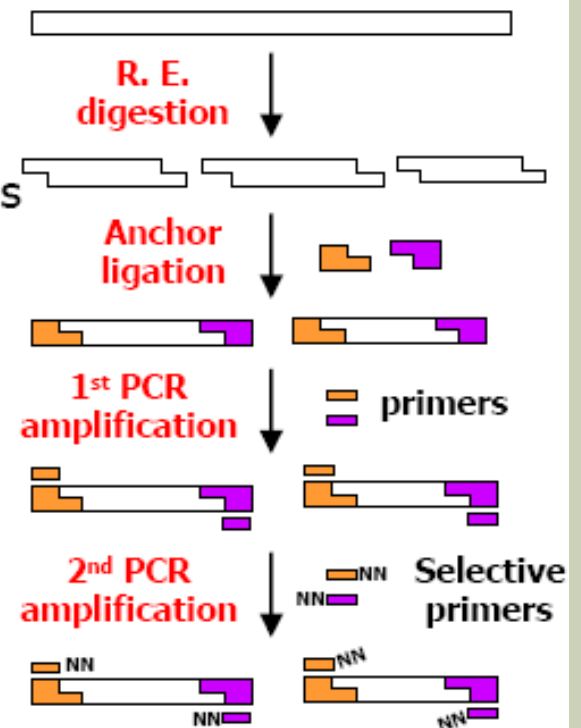 R. E.
digestion
S
Anchor
ligation
1st PCR
amplification
primers
2nd PCR
amplification
NN
NN
Selective
primers
NN
NN
NN
NN